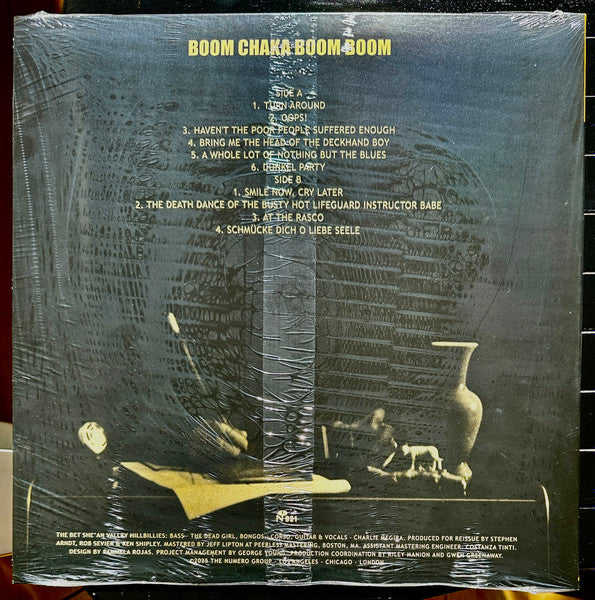 BOOM CHAKA BOOM BOOM
SIDE A
1. TURN AROUND
2. OOPS!
3. HAVEN'T THE POOR PEOPLE SUFFERED ENOUGH
4. BRING ME THE HEAD OF THE DECKHAND BOY
5. A WHOLE LOT OF NOTHING BUT THE BLUES
6. DUNKEL PARTY
SIDE B
1. SMILE NOW, CRY LATER
2. THE DEATH DANCE OF THE BUSTY HOT LIFEGUARD INSTRUCTOR BABE
3. AT THE RASCO
4. SCHMÜCKE DICH O LIEBE SEELE
N 991
THE BET SHE'AN VALLEY HILLBILLIES: BASS- THE DEAD GIRL, BONGOS- CORSO, GUITAR & VOCALS - CHARLIE MEGIRA. PRODUCED FOR REISSUE BY STEPHEN
ARNDT, ROB SEVIER & KEN SHIPLEY. MASTERED BY JEFF LIPTON AT PEERLESS MASTERING, BOSTON, MA. ASSISTANT MASTERING ENGINEER: COSTANZA TINTI.
DESIGN BY ROJAS. PROJECT MANAGEMENT BY GEORGE YOUNG. PRODUCTION COORDINATION BY RILEY MANION AND GWEN GREENAWAY.
THE NUMERO GROUP · LOS ANGELES · CHICAGO · LONDON